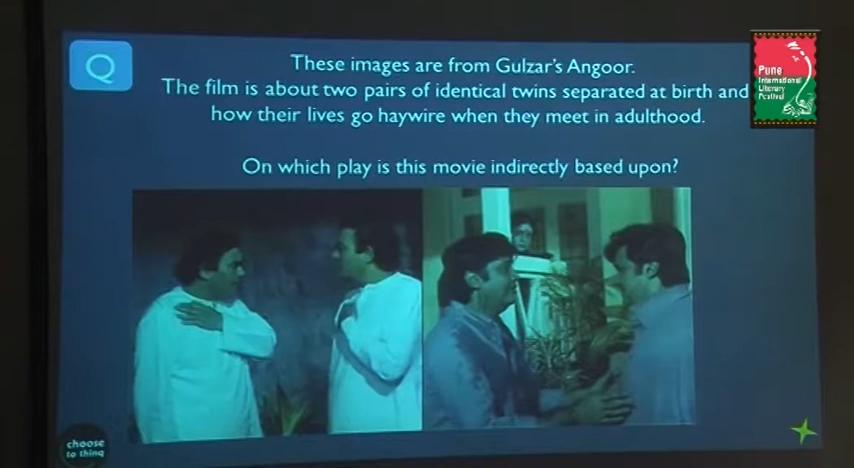 Q
These images are from Gulzar's Angoor.
The film is about two pairs of identical twins separated at birth and
how their lives go haywire when they meet in adulthood.
On which play is this movie indirectly based upon?
Pune
International
Literary
Festival
choose
to thinq